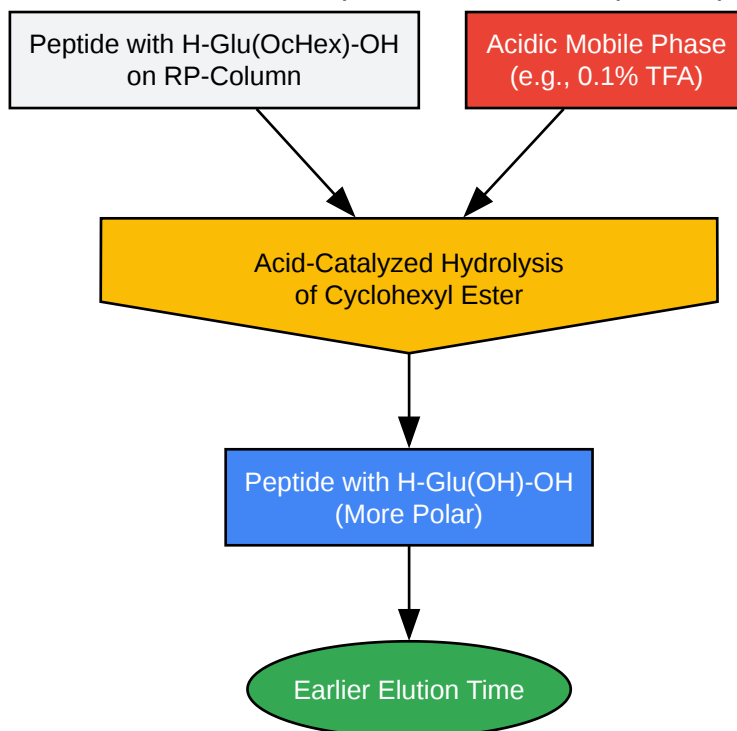 Peptide with H-Glu(OcHex)-OH
on RP-Column
Acidic Mobile Phase
(e.g., 0.1% TFA)
Acid-Catalyzed Hydrolysis
of Cyclohexyl Ester
Peptide with H-Glu(OH)-OH
(More Polar)
Earlier Elution Time